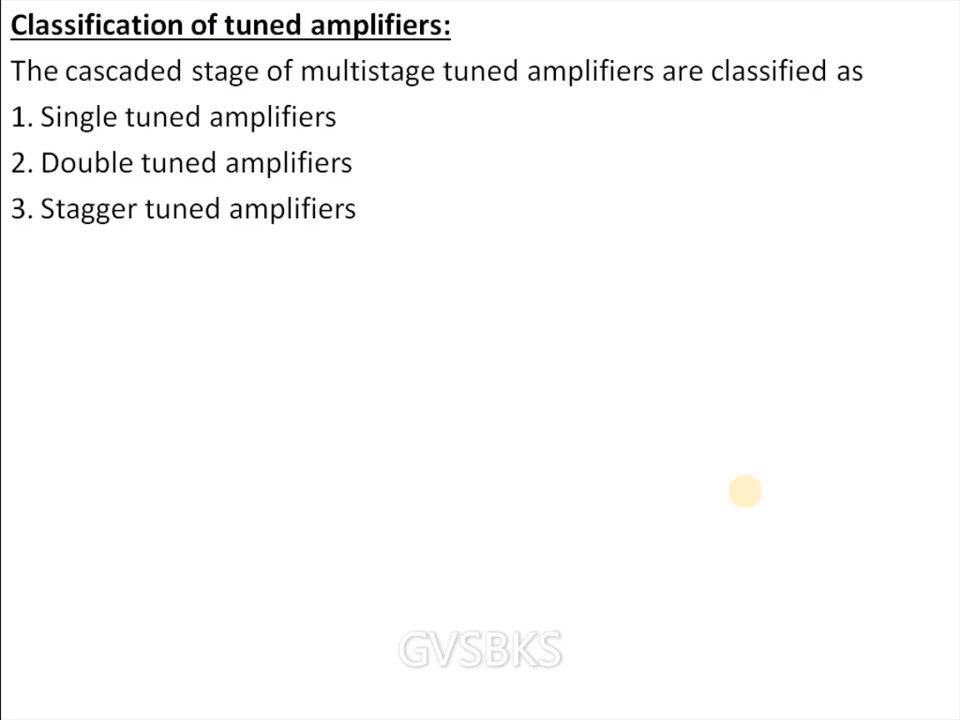 Classification of tuned amplifiers:
The cascaded stage of multistage tuned amplifiers are classified as
1. Single tuned amplifiers
2. Double tuned amplifiers
3. Stagger tuned amplifiers
GVSBKS